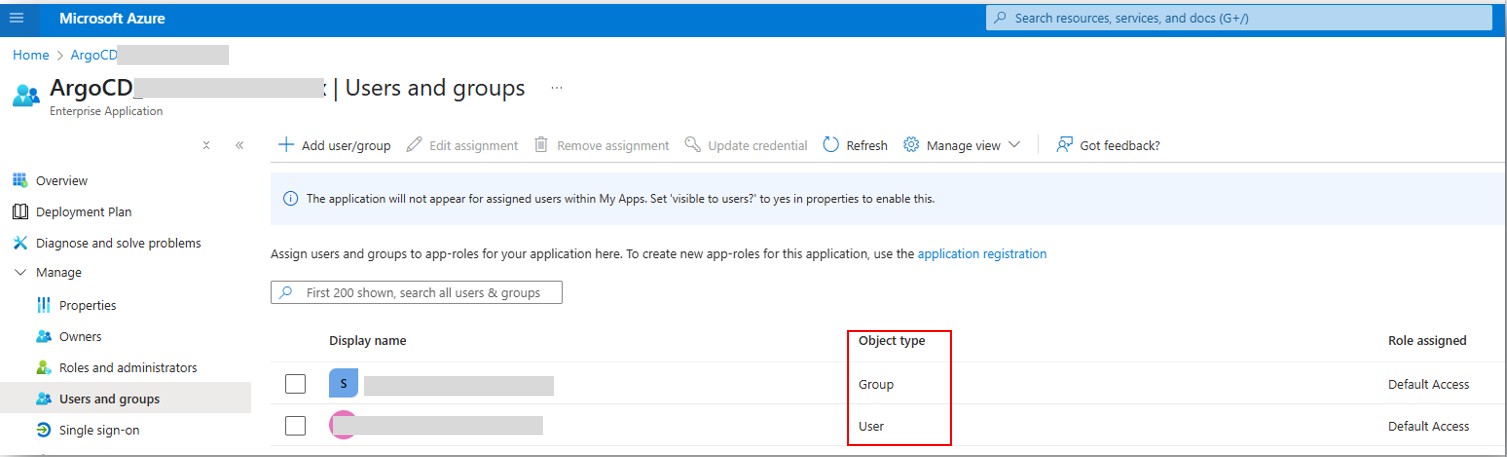 Microsoft Azure
Search resources, services, and docs (G+/)
Home > ArgoCD
ArgoCD_ | Users and groups ...
Enterprise Application
Add user/group Edit assignment Remove assignment Update credential Refresh Manage view Got feedback?
Overview
Deployment Plan
Diagnose and solve problems
Manage
Properties
Owners
Roles and administrators
Users and groups
Single sign-on
The application will not appear for assigned users within My Apps. Set 'visible to users?' to yes in properties to enable this.
Assign users and groups to app-roles for your application here. To create new app-roles for this application, use the application registration
First 200 shown, search all users & groups
Display name Object type Role assigned
S Group Default Access
User Default Access